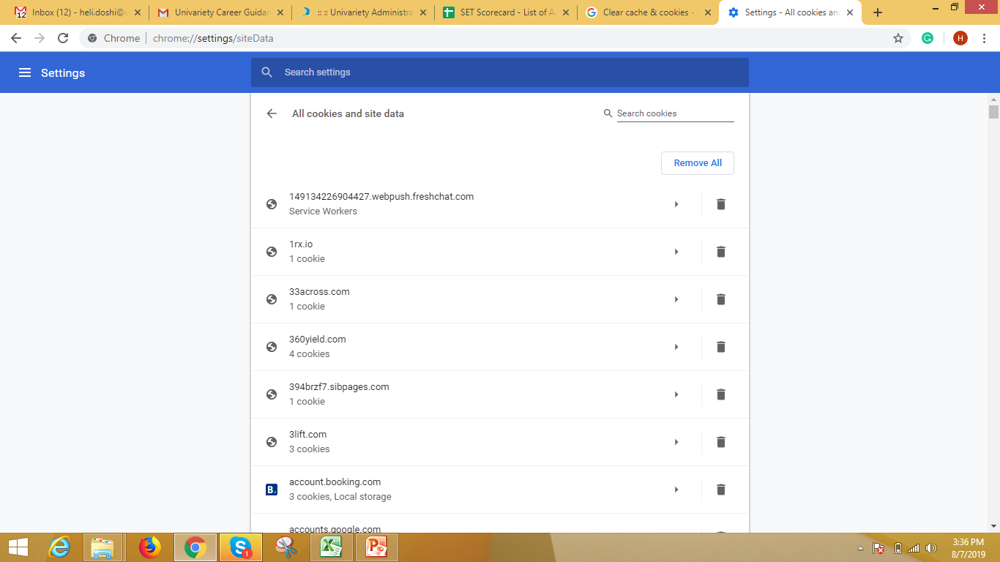 Inbox (12) - heli.doshi@u
Univariety Career Guidan
:: :: Univariety Administra
SET Scorecard - List of A
Clear cache & cookies -
Settings - All cookies an
Chrome | chrome://settings/siteData
H
Settings
Search settings
All cookies and site data
Search cookies
Remove All
149134226904427.webpush.freshchat.com
Service Workers
1rx.io
1 cookie
33across.com
1 cookie
360yield.com
4 cookies
394brzf7.sibpages.com
1 cookie
3lift.com
3 cookies
B.
account.booking.com
3 cookies, Local storage
accounts.google.com
1
3:36 PM
8/7/2019